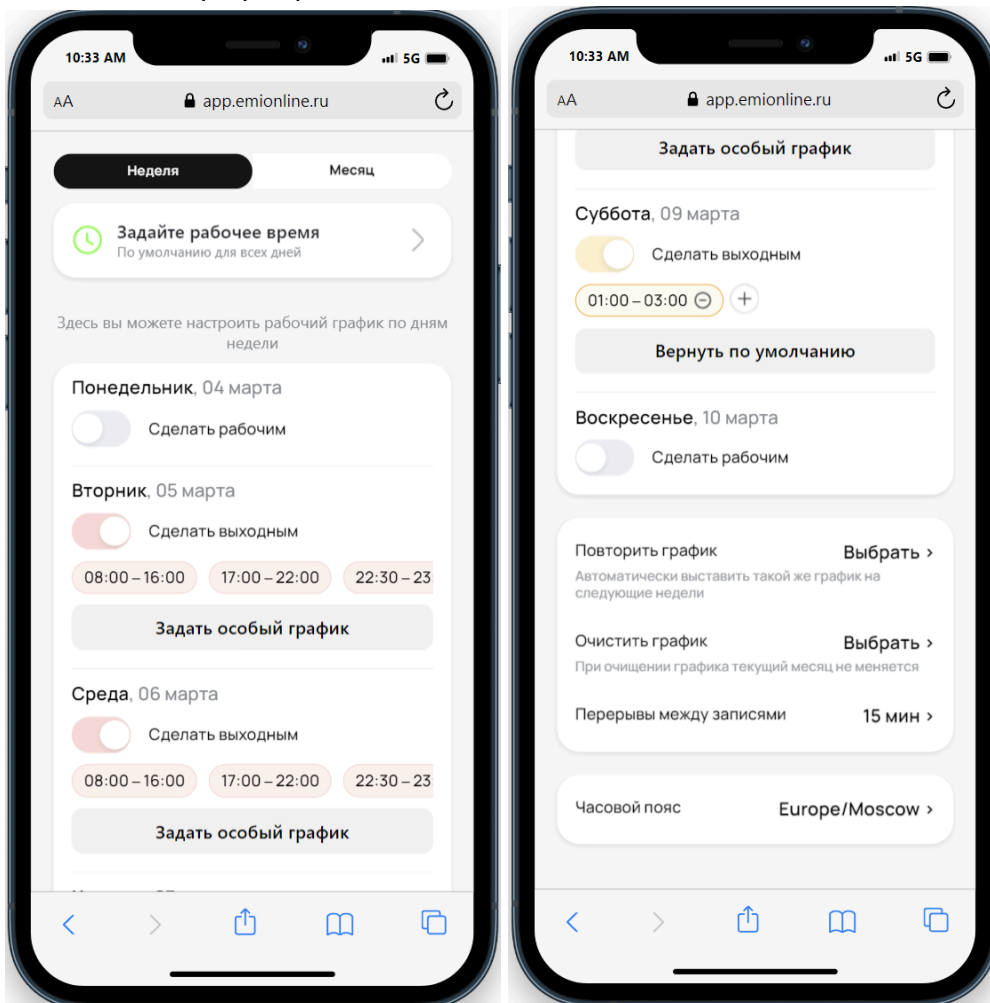 10:33 AM
5G
AA
app.emionline.ru
Неделя
Месяц
Задайте рабочее время
По умолчанию для всех дней
Здесь вы можете настроить рабочий график по дням
недели
Понедельник, 04 марта
Сделать рабочим
Вторник, 05 марта
Сделать выходным
08:00 – 16:00
17:00 – 22:00
22:30 – 23
Задать особый график
Среда, 06 марта
Сделать выходным
08:00 – 16:00
17:00 – 22:00
22:30 – 23
Задать особый график
10:33 AM
5G
AA
app.emionline.ru
Задать особый график
Суббота, 09 марта
Сделать выходным
01:00 – 03:00
Вернуть по умолчанию
Воскресенье, 10 марта
Сделать рабочим
Повторить график
Выбрать
Автоматически выставить такой же график на
следующие недели
Очистить график
Выбрать
При очищении графика текущий месяц не меняется
Перерывы между записями
15 мин
Часовой пояс
Europe/Moscow